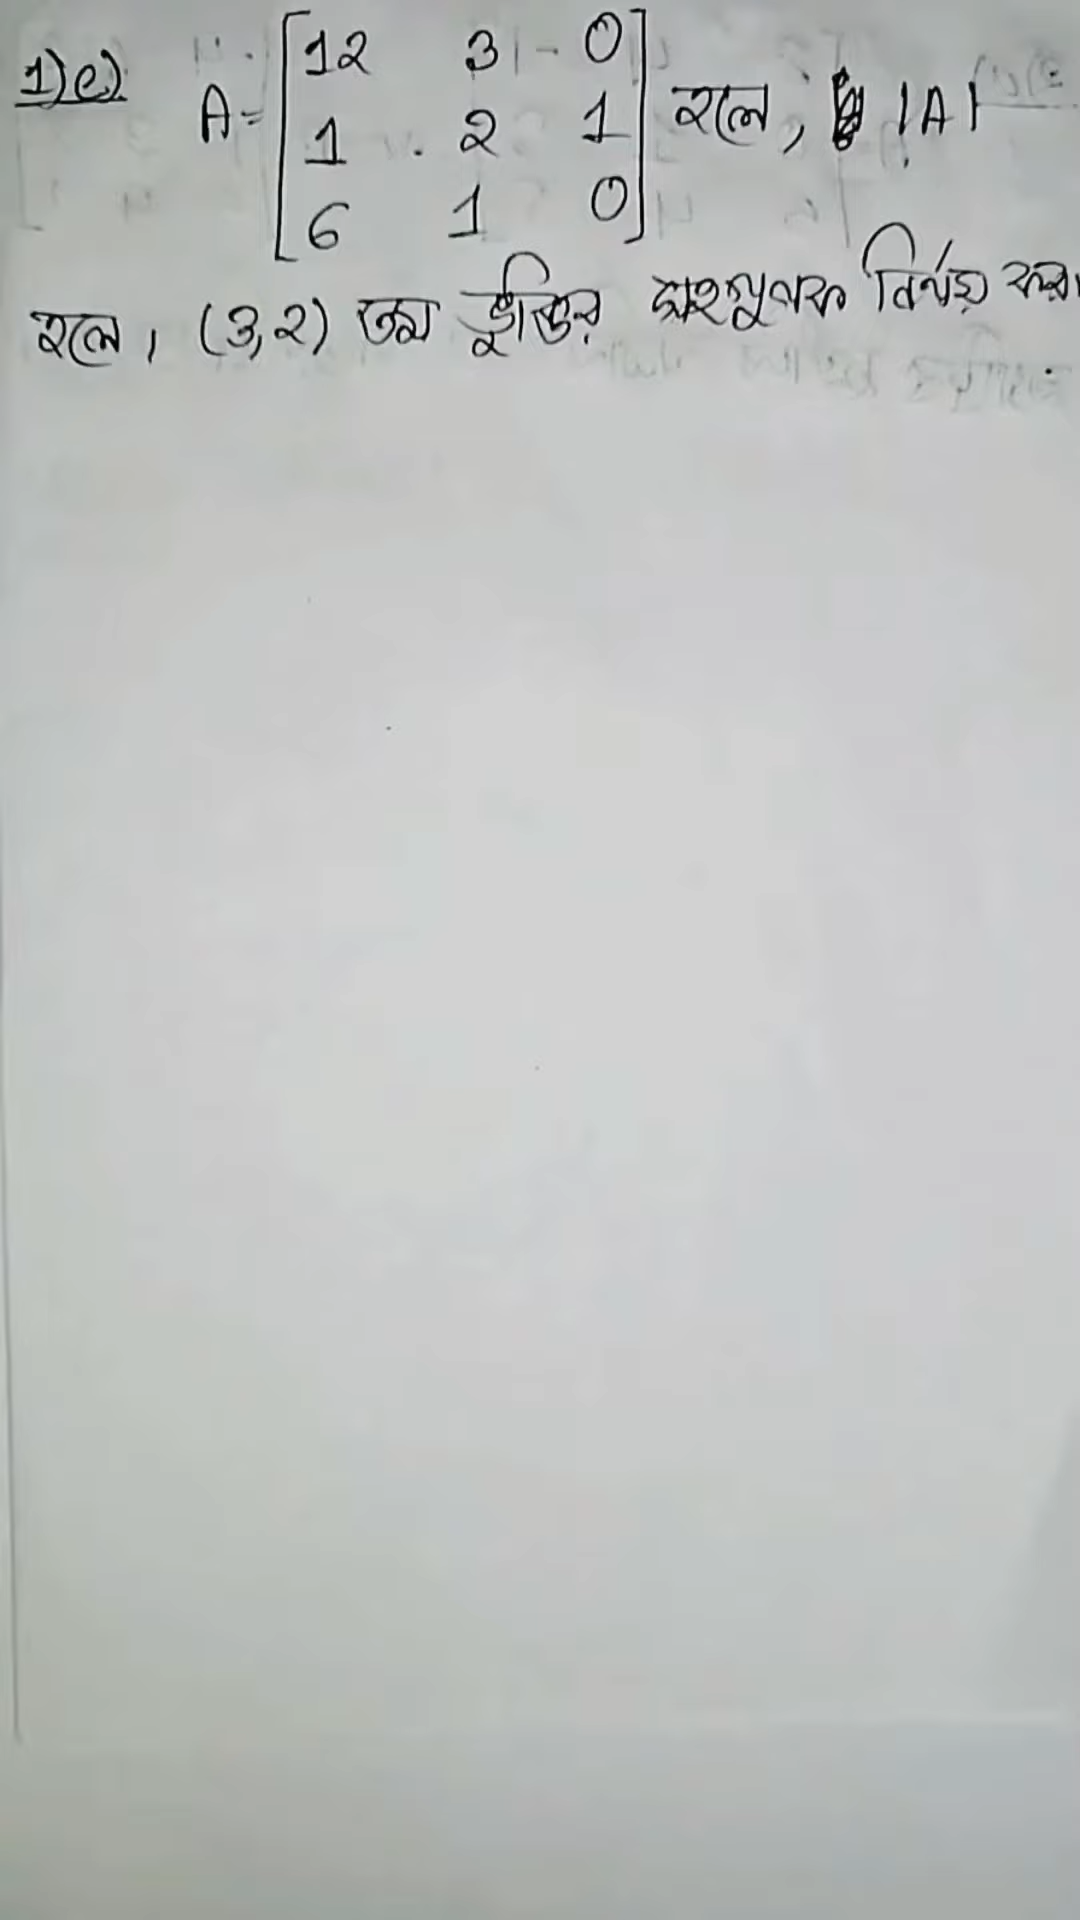 1)e) A = [12 3 0
1 2 1
6 1 0] হলে, |A|
হলে, (3,2) তম ভুক্তির সহগুণক নির্ণয় কর।